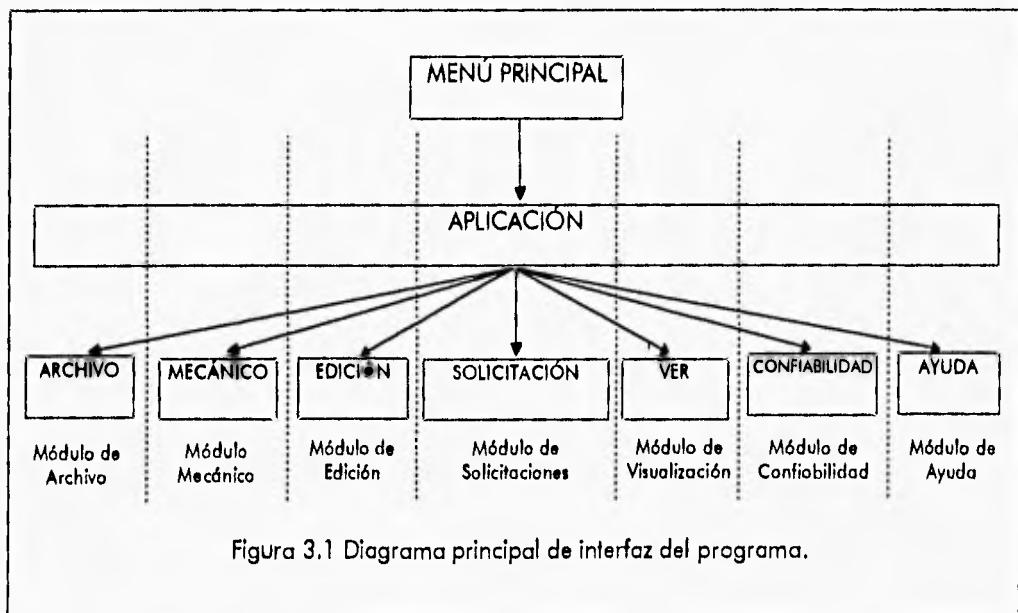 MENÚ PRINCIPAL
APLICACIÓN
ARCHIVO
MECÁNICO
EDICIÓN
SOLICITACIÓN
VER
CONFIABILIDAD
AYUDA
Módulo de
Archivo
Módulo
Mecánico
Módulo de
Edición
Módulo de
Solicitaciones
Módulo de
Visualización
Módulo de
Confiobilidad
Módulo de
Ayuda
Figura 3.1 Diagrama principal de interfaz del programa.